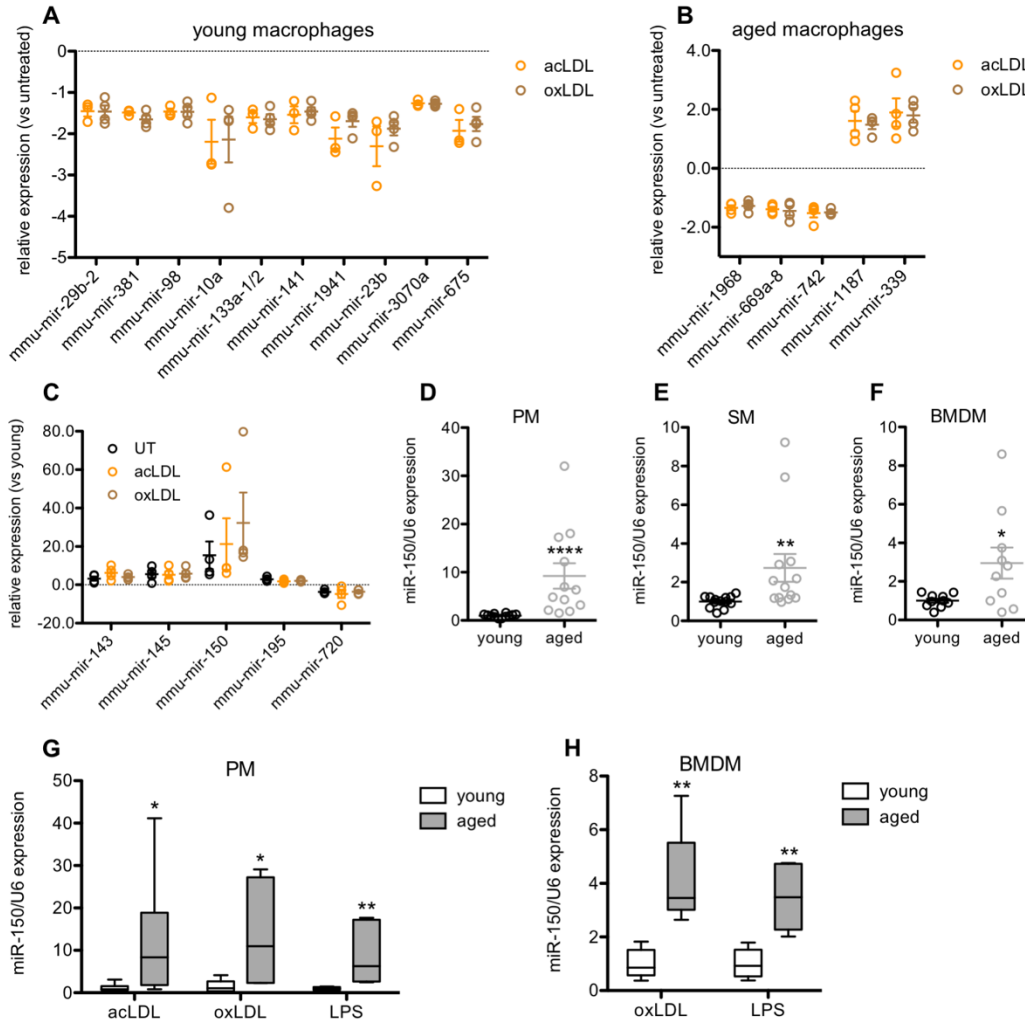 A
young macrophages
relative expression (vs untreated)
0
-1
-2
-3
-4
-5
acLDL
oxLDL
mmu-mir-29b-2
mmu-mir-381
mmu-mir-98
mmu-mir-10a
mmu-mir-133a-1/2
mmu-mir-141
mmu-mir-1941
mmu-mir-23b
mmu-mir-3070a
mmu-mir-675
B
aged macrophages
relative expression (vs untreated)
4.0
2.0
0.0
-2.0
acLDL
oxLDL
mmu-mir-1968
mmu-mir-669a-8
mmu-mir-742
mmu-mir-1187
mmu-mir-339
C
relative expression (vs young)
80.0
60.0
40.0
20.0
0.0
-20.0
UT
acLDL
oxLDL
mmu-mir-143
mmu-mir-145
mmu-mir-150
mmu-mir-195
mmu-mir-720
D
PM
miR-150/U6 expression
40
30
20
10
0
****
young aged
E
SM
miR-150/U6 expression
10
8
6
4
2
0
**
young aged
F
BMDM
miR-150/U6 expression
10
8
6
4
2
0
*
young aged
G
PM
miR-150/U6 expression
50
40
30
20
10
0
*
*
**
young
aged
acLDL oxLDL LPS
H
BMDM
miR-150/U6 expression
8
6
4
2
0
**
**
young
aged
oxLDL LPS